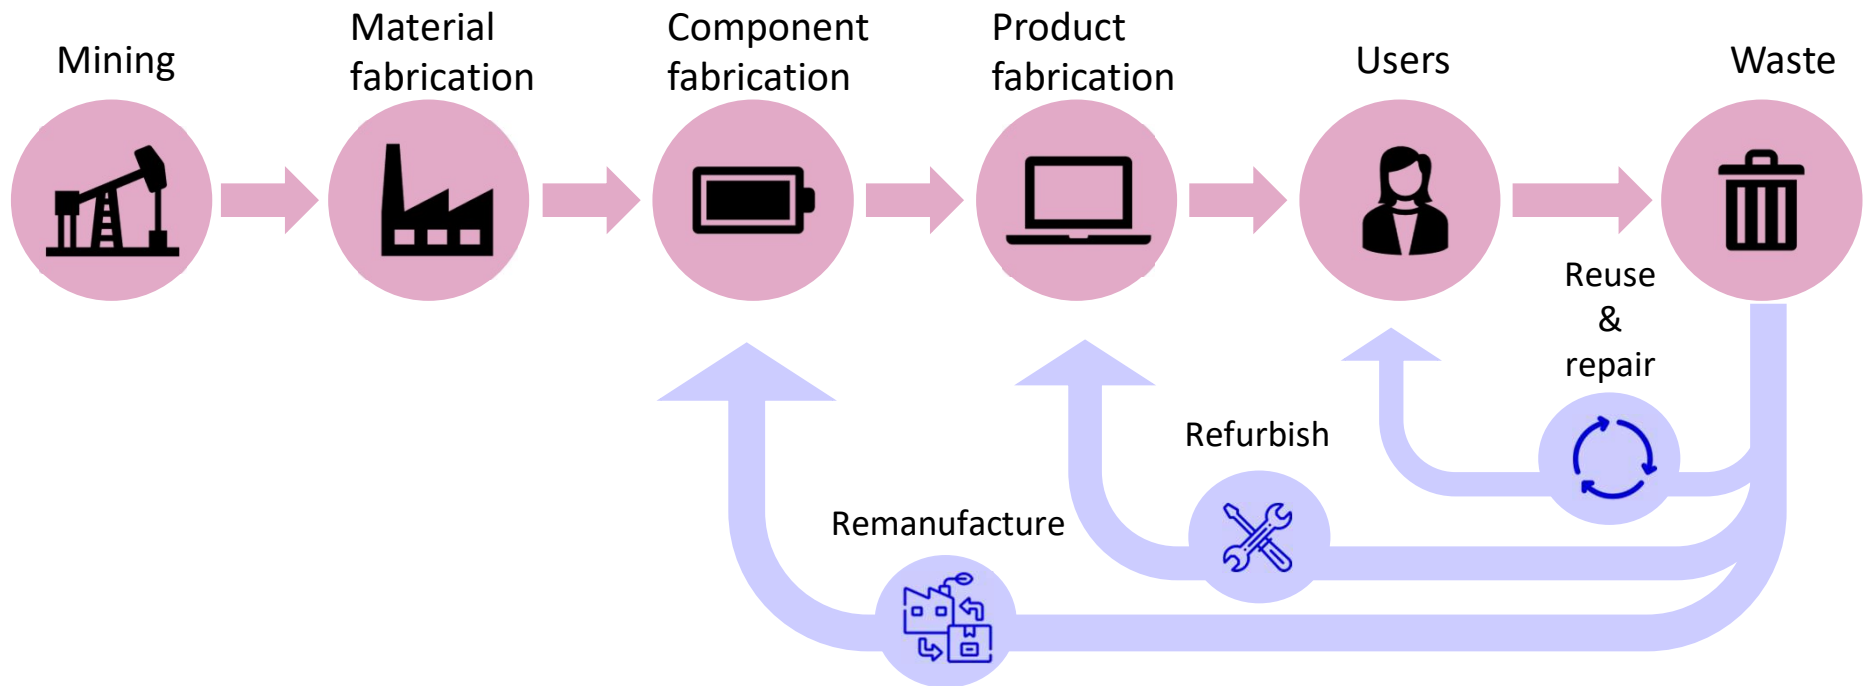 Mining
Material
fabrication
Component
fabrication
Product
fabrication
Users
Waste
Reuse
&
repair
Refurbish
Remanufacture